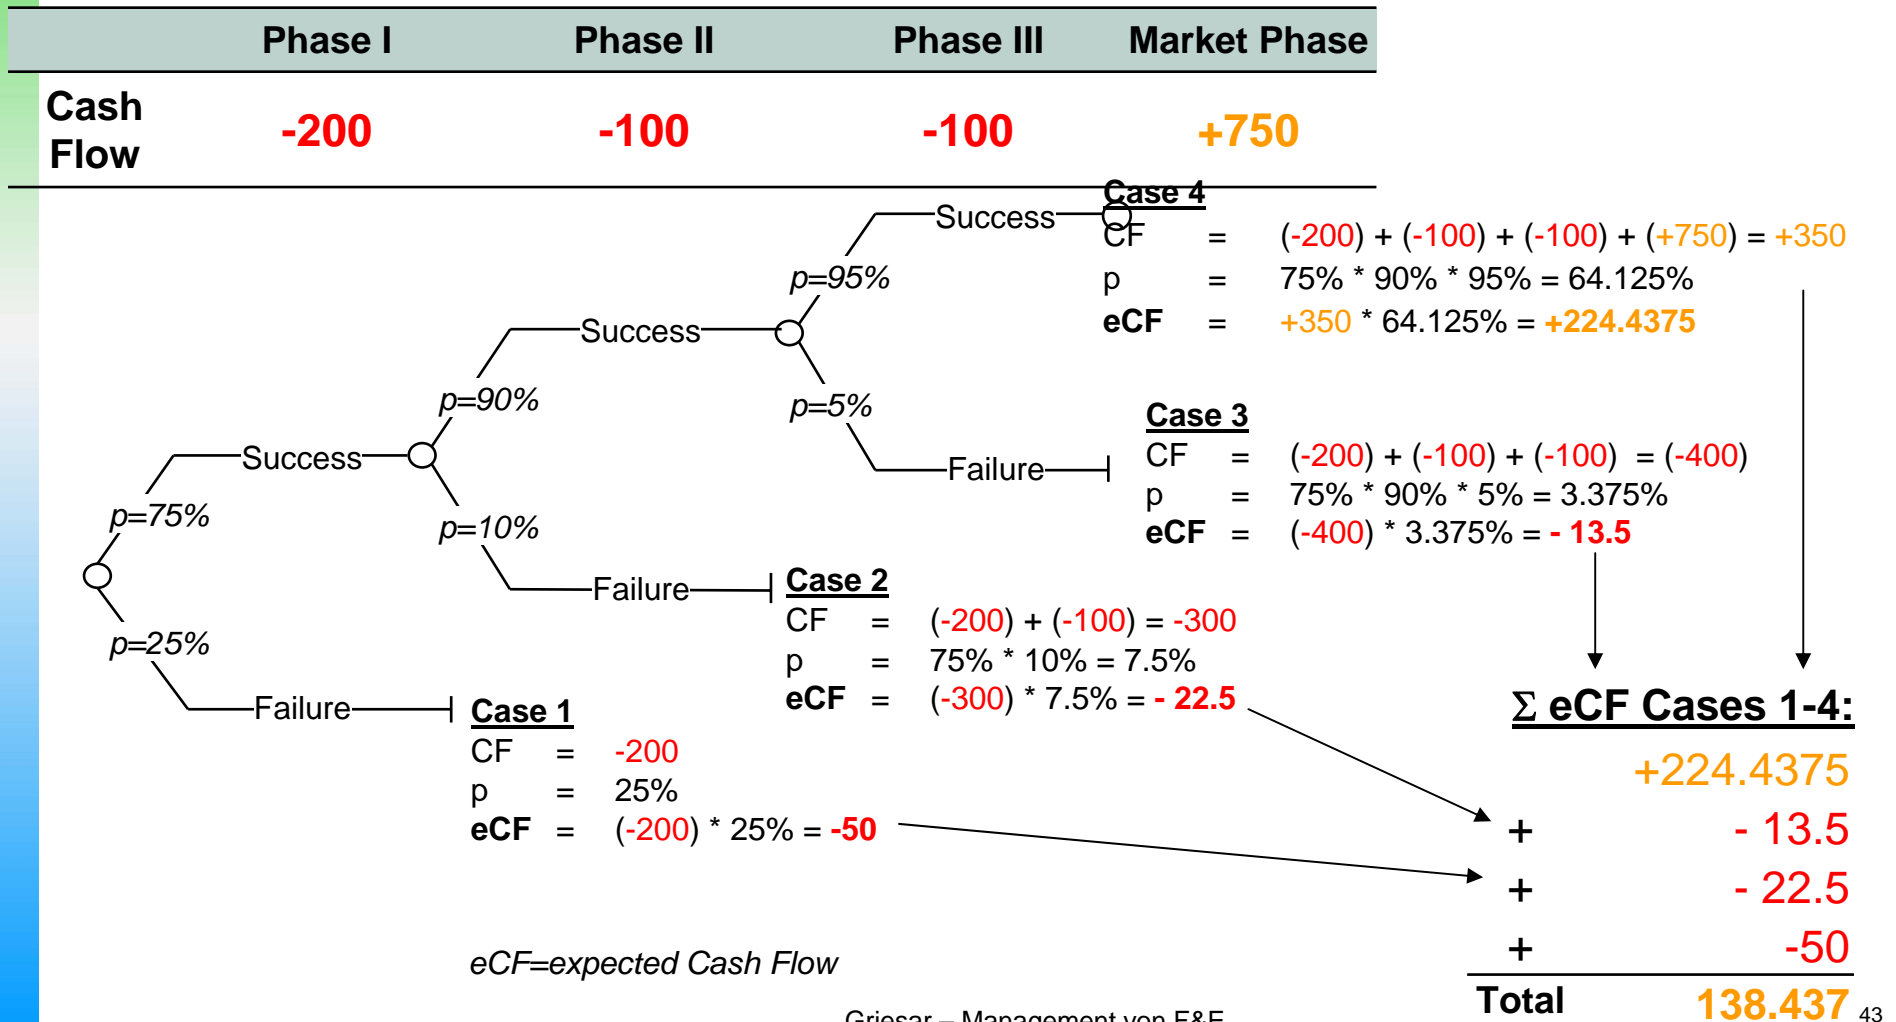 Phase I Phase II Phase III Market Phase
Cash Flow -200 -100 -100 +750
Case 4
CF = (-200) + (-100) + (-100) + (+750) = +350
p = 75% * 90% * 95% = 64.125%
eCF = +350 * 64.125% = +224.4375
Success
p=95%
Success
p=90%
p=5%
Case 3
CF = (-200) + (-100) + (-100) = (-400)
p = 75% * 90% * 5% = 3.375%
eCF = (-400) * 3.375% = - 13.5
Failure
Success
p=75%
p=10%
Failure
Case 2
CF = (-200) + (-100) = -300
p = 75% * 10% = 7.5%
eCF = (-300) * 7.5% = - 22.5
p=25%
Failure
Case 1
CF = -200
p = 25%
eCF = (-200) * 25% = -50
Σ eCF Cases 1-4:
+224.4375
+ - 13.5
+ - 22.5
+ -50
Total 138.437
eCF=expected Cash Flow
Griesar – Management von F&E
43